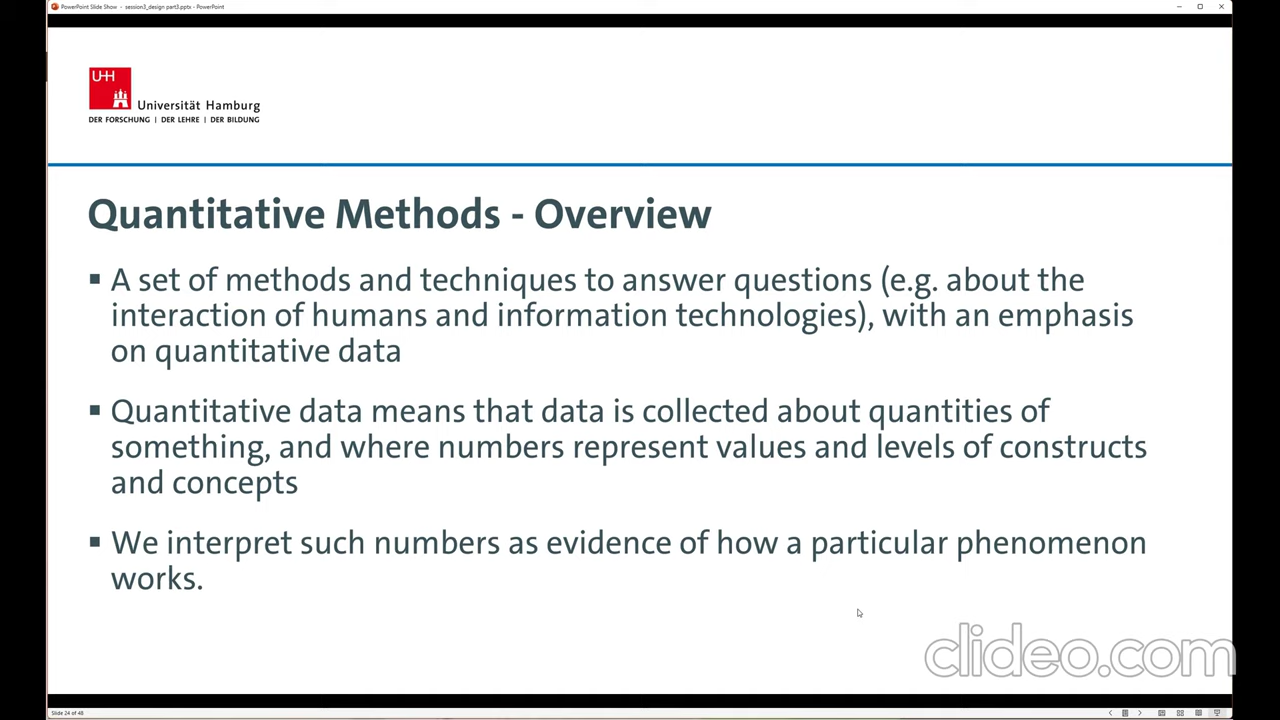 PowerPoint Slide Show - session3_design part3.pptx - PowerPoint
U-H
Universität Hamburg
DER FORSCHUNG | DER LEHRE | DER BILDUNG
Quantitative Methods - Overview
▪ A set of methods and techniques to answer questions (e.g. about the
interaction of humans and information technologies), with an emphasis
on quantitative data
▪ Quantitative data means that data is collected about quantities of
something, and where numbers represent values and levels of constructs
and concepts
▪ We interpret such numbers as evidence of how a particular phenomenon
works.
clideo.com
Slide 24 of 48